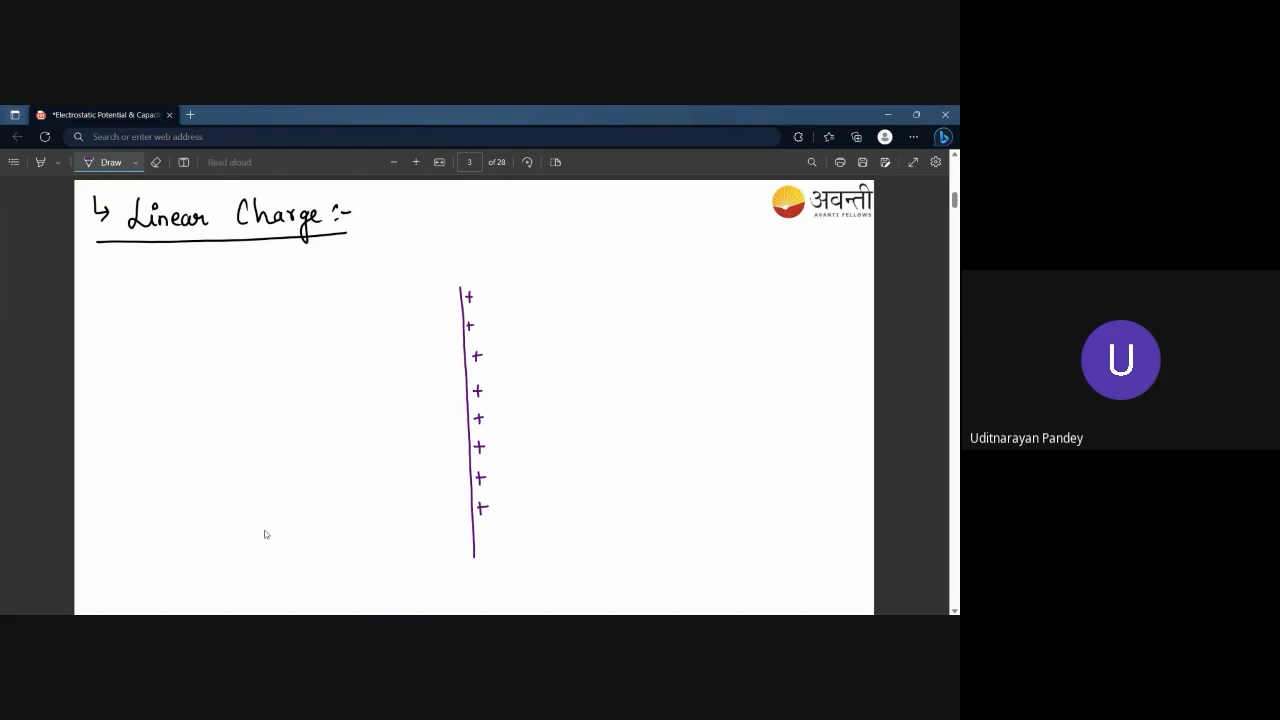 *Electrostatic Potential & Capaci
Search or enter web address
Draw
Read aloud
3 of 28
↳ Linear Charge :-
अवन्ती
AVANTI FELLOWS
+
+
+
+
+
+
+
+
U
Uditnarayan Pandey